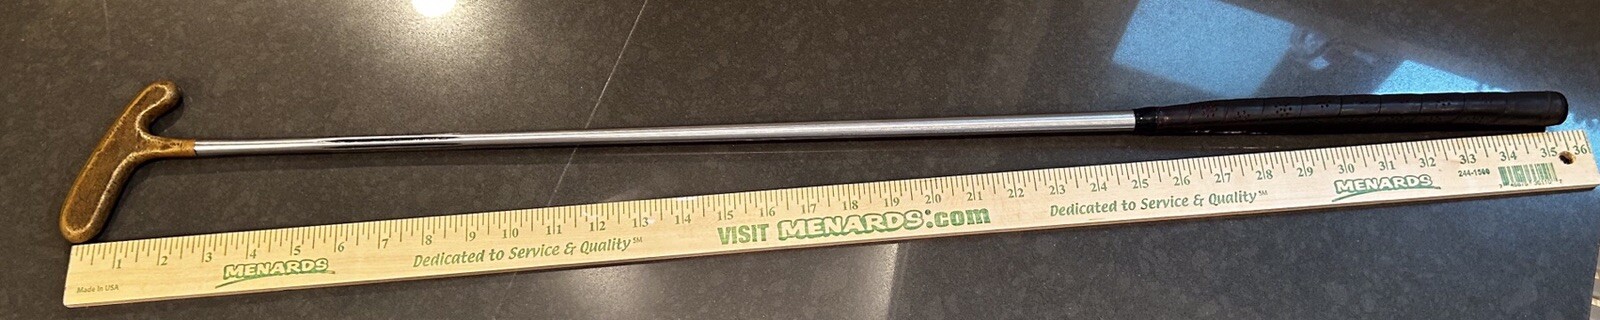 1 2 3 4 5 6 7 8 9 10 11 12 13 14 15 16 17 18 19 20 21 22 23 24 25 26 27 28 29 30 31 32 33 34 35 36
Made in USA
MENARDS
Dedicated to Service & Quality℠
VISIT MENARDS.com
Dedicated to Service & Quality℠
MENARDS
244-1500